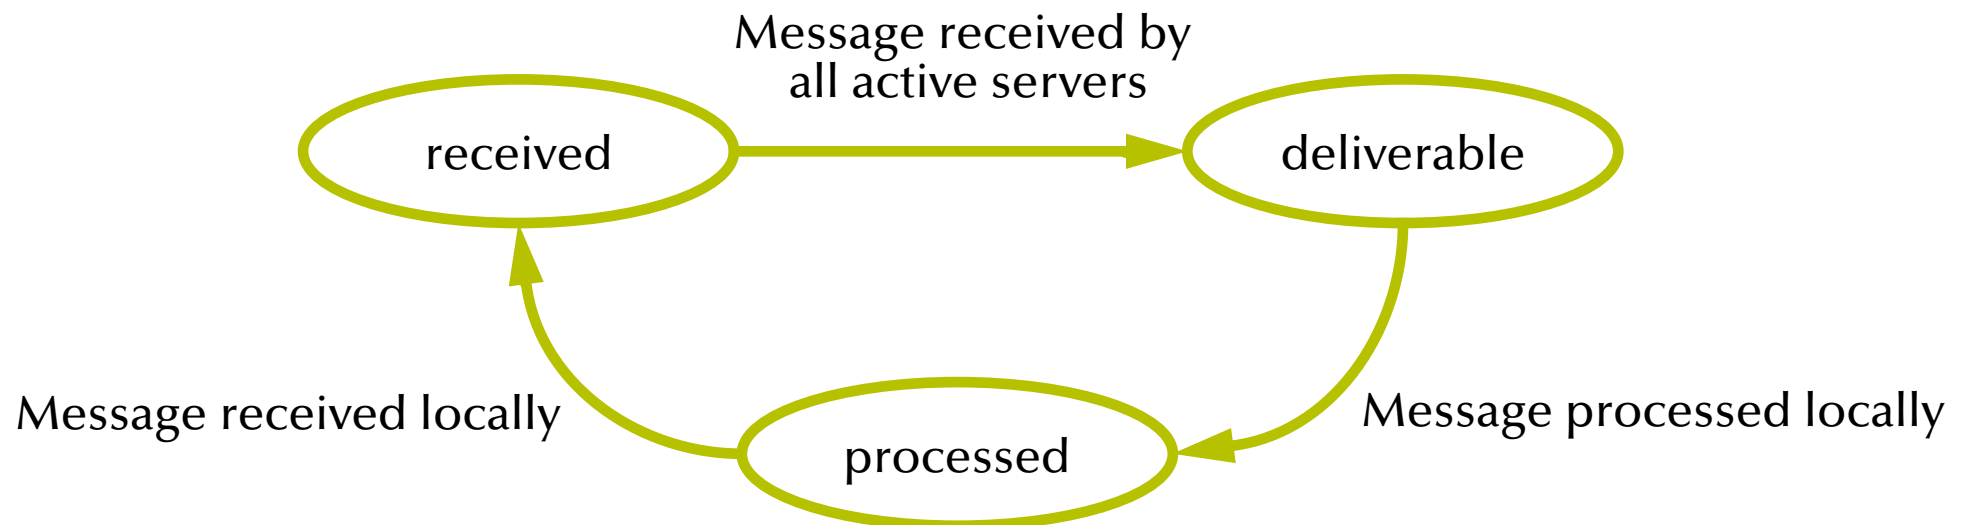 Message received by
all active servers
received
deliverable
Message received locally
Message processed locally
processed